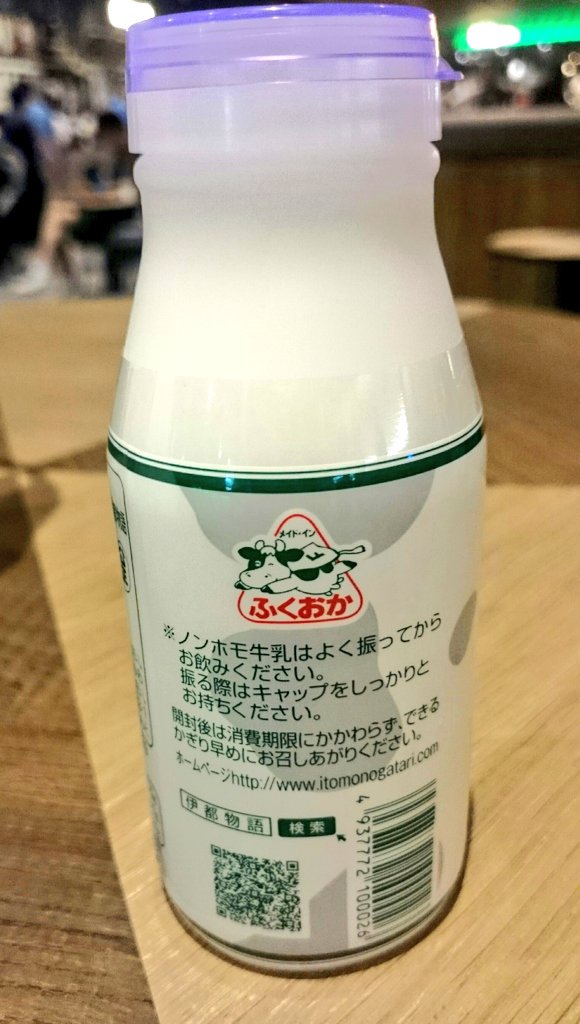 メイド・イン
ふくおか
※ノンホモ牛乳はよく振ってから
お飲みください。
振る際はキャップをしっかりと
お持ちください。
開封後は消費期限にかかわらず、できる
かぎり早めにお召しあがりください。
ホームページhttp://www.itomonogatari.com
伊都物語 検索
4 937772 100026